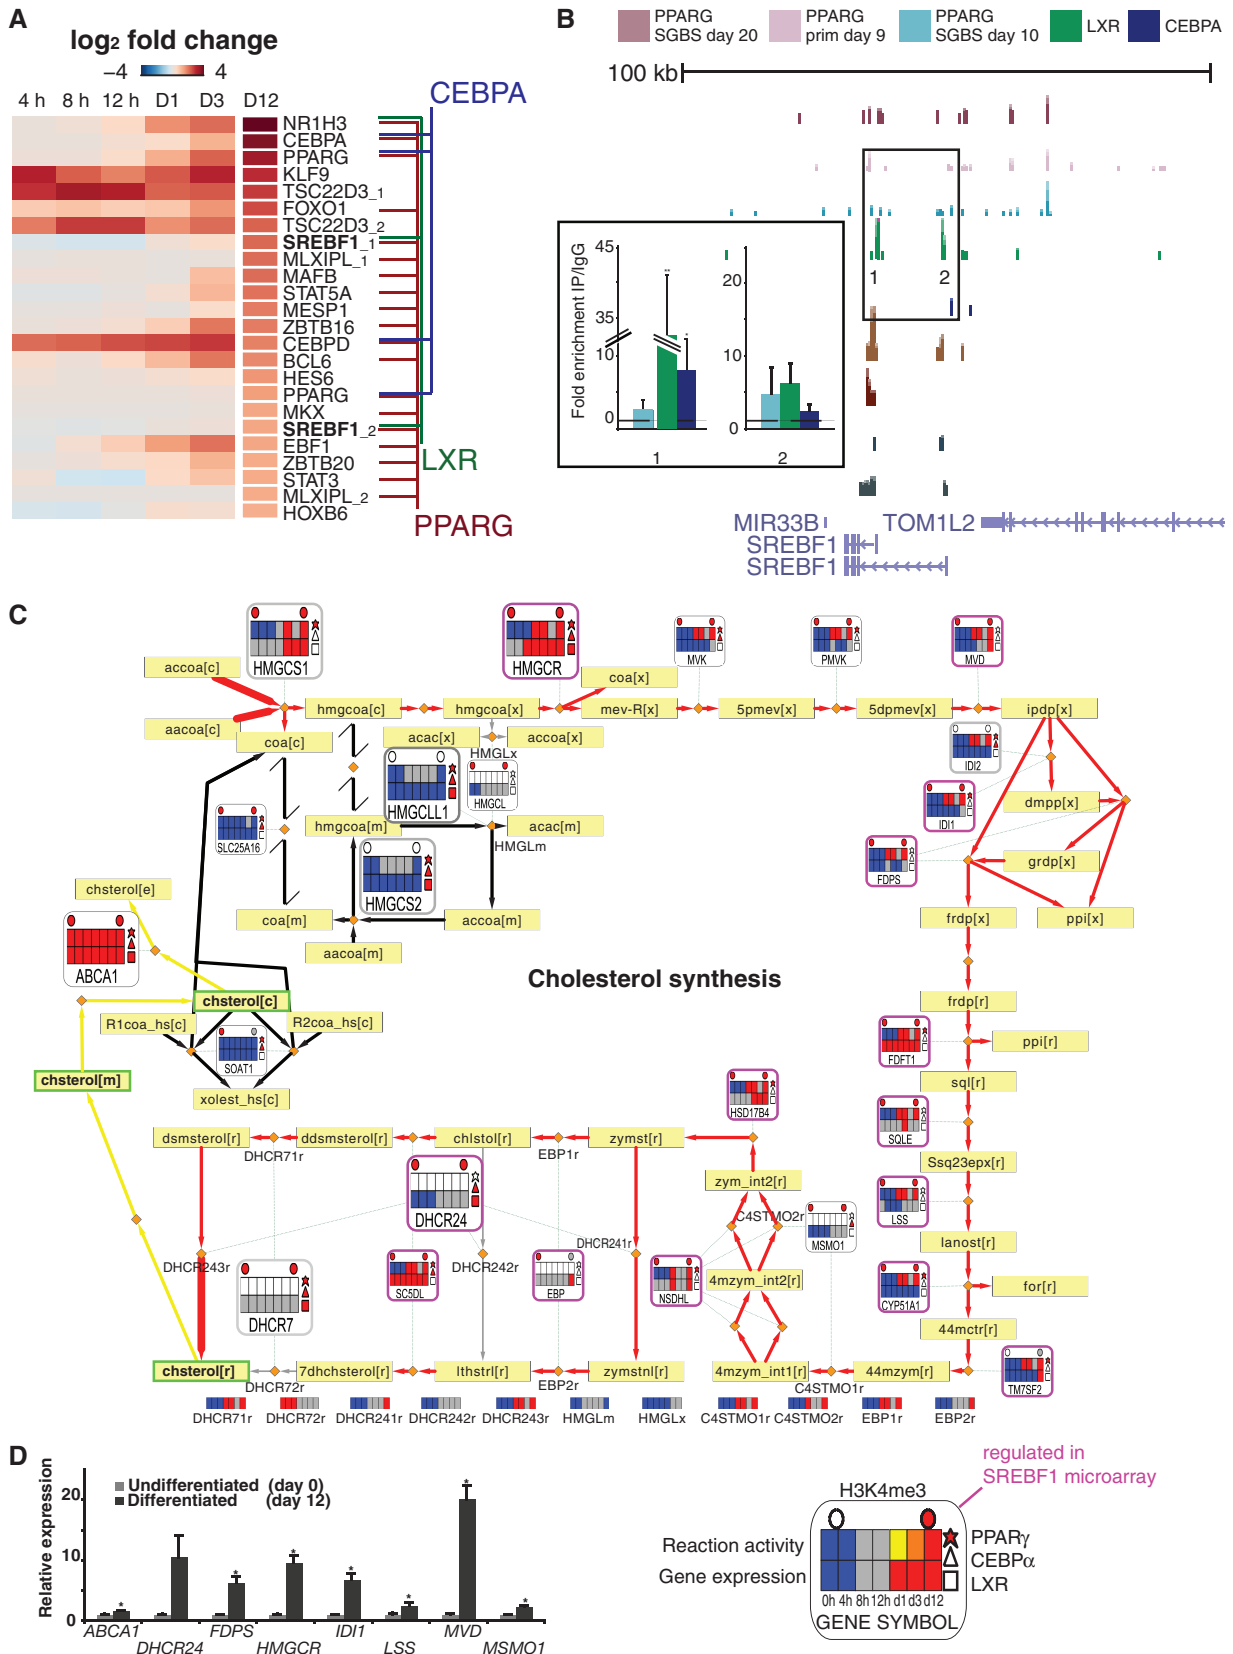 A
log2 fold change
−4 4
4 h 8 h 12 h D1 D3 D12
NR1H3
CEBPA
PPARG
KLF9
TSC22D3_1
FOXO1
TSC22D3_2
SREBF1_1
MLXIPL_1
MAFB
STAT5A
MESP1
ZBTB16
CEBPD
BCL6
HES6
PPARG
MKX
SREBF1_2
EBF1
ZBTB20
STAT3
MLXIPL_2
HOXB6
CEBPA
LXR
PPARG
B
PPARG SGBS day 20
PPARG prim day 9
PPARG SGBS day 10
LXR
CEBPA
100 kb
1 2
Fold enrichment IP/IgG
45
35
10
0
**
*
1
20
10
0
2
MIR33B
TOM1L2
SREBF1
SREBF1
C
HMGCS1
HMGCR
MVK
PMVK
MVD
accoa[c]
coa[x]
aacoa[c]
hmgcoa[c]
hmgcoa[x]
mev-R[x]
5pmev[x]
5dpmev[x]
ipdp[x]
coa[c]
acac[x]
accoa[x]
HMGLx
IDI2
HMGCLL1
HMGCL
IDI1
dmpp[x]
SLC25A16
hmgcoa[m]
acac[m]
HMGLm
HMGCS2
FDPS
grdp[x]
chsterol[e]
coa[m]
accoa[m]
frdp[x]
ppi[x]
aacoa[m]
ABCA1
Cholesterol synthesis
chsterol[c]
frdp[r]
R1coa_hs[c]
R2coa_hs[c]
SOAT1
FDFT1
ppi[r]
chsterol[m]
xolest_hs[c]
sql[r]
HSD17B4
SQLE
dsmsterol[r]
ddsmsterol[r]
chlstol[r]
zymst[r]
DHCR71r
EBP1r
Ssq23epx[r]
zym_int2[r]
DHCR24
C4STMO2r
MSMO1
LSS
DHCR241r
lanost[r]
DHCR243r
DHCR242r
SC5DL
EBP
NSDHL
4mzym_int2[r]
CYP51A1
for[r]
DHCR7
44mctr[r]
chsterol[r]
7dhchsterol[r]
lthstrl[r]
zymstnl[r]
4mzym_int1[r]
44mzym[r]
TM7SF2
DHCR72r
EBP2r
C4STMO1r
DHCR71r DHCR72r DHCR241r DHCR242r DHCR243r HMGLm HMGLx C4STMO1r C4STMO2r EBP1r EBP2r
D
Relative expression
20
10
0
Undifferentiated (day 0)
Differentiated (day 12)
* * * * * * *
ABCA1
DHCR24
FDPS
HMGCR
IDI1
LSS
MVD
MSMO1
regulated in
SREBF1 microarray
H3K4me3
Reaction activity
Gene expression
PPARγ
CEBPα
LXR
0h 4h 8h 12h d1 d3 d12
GENE SYMBOL